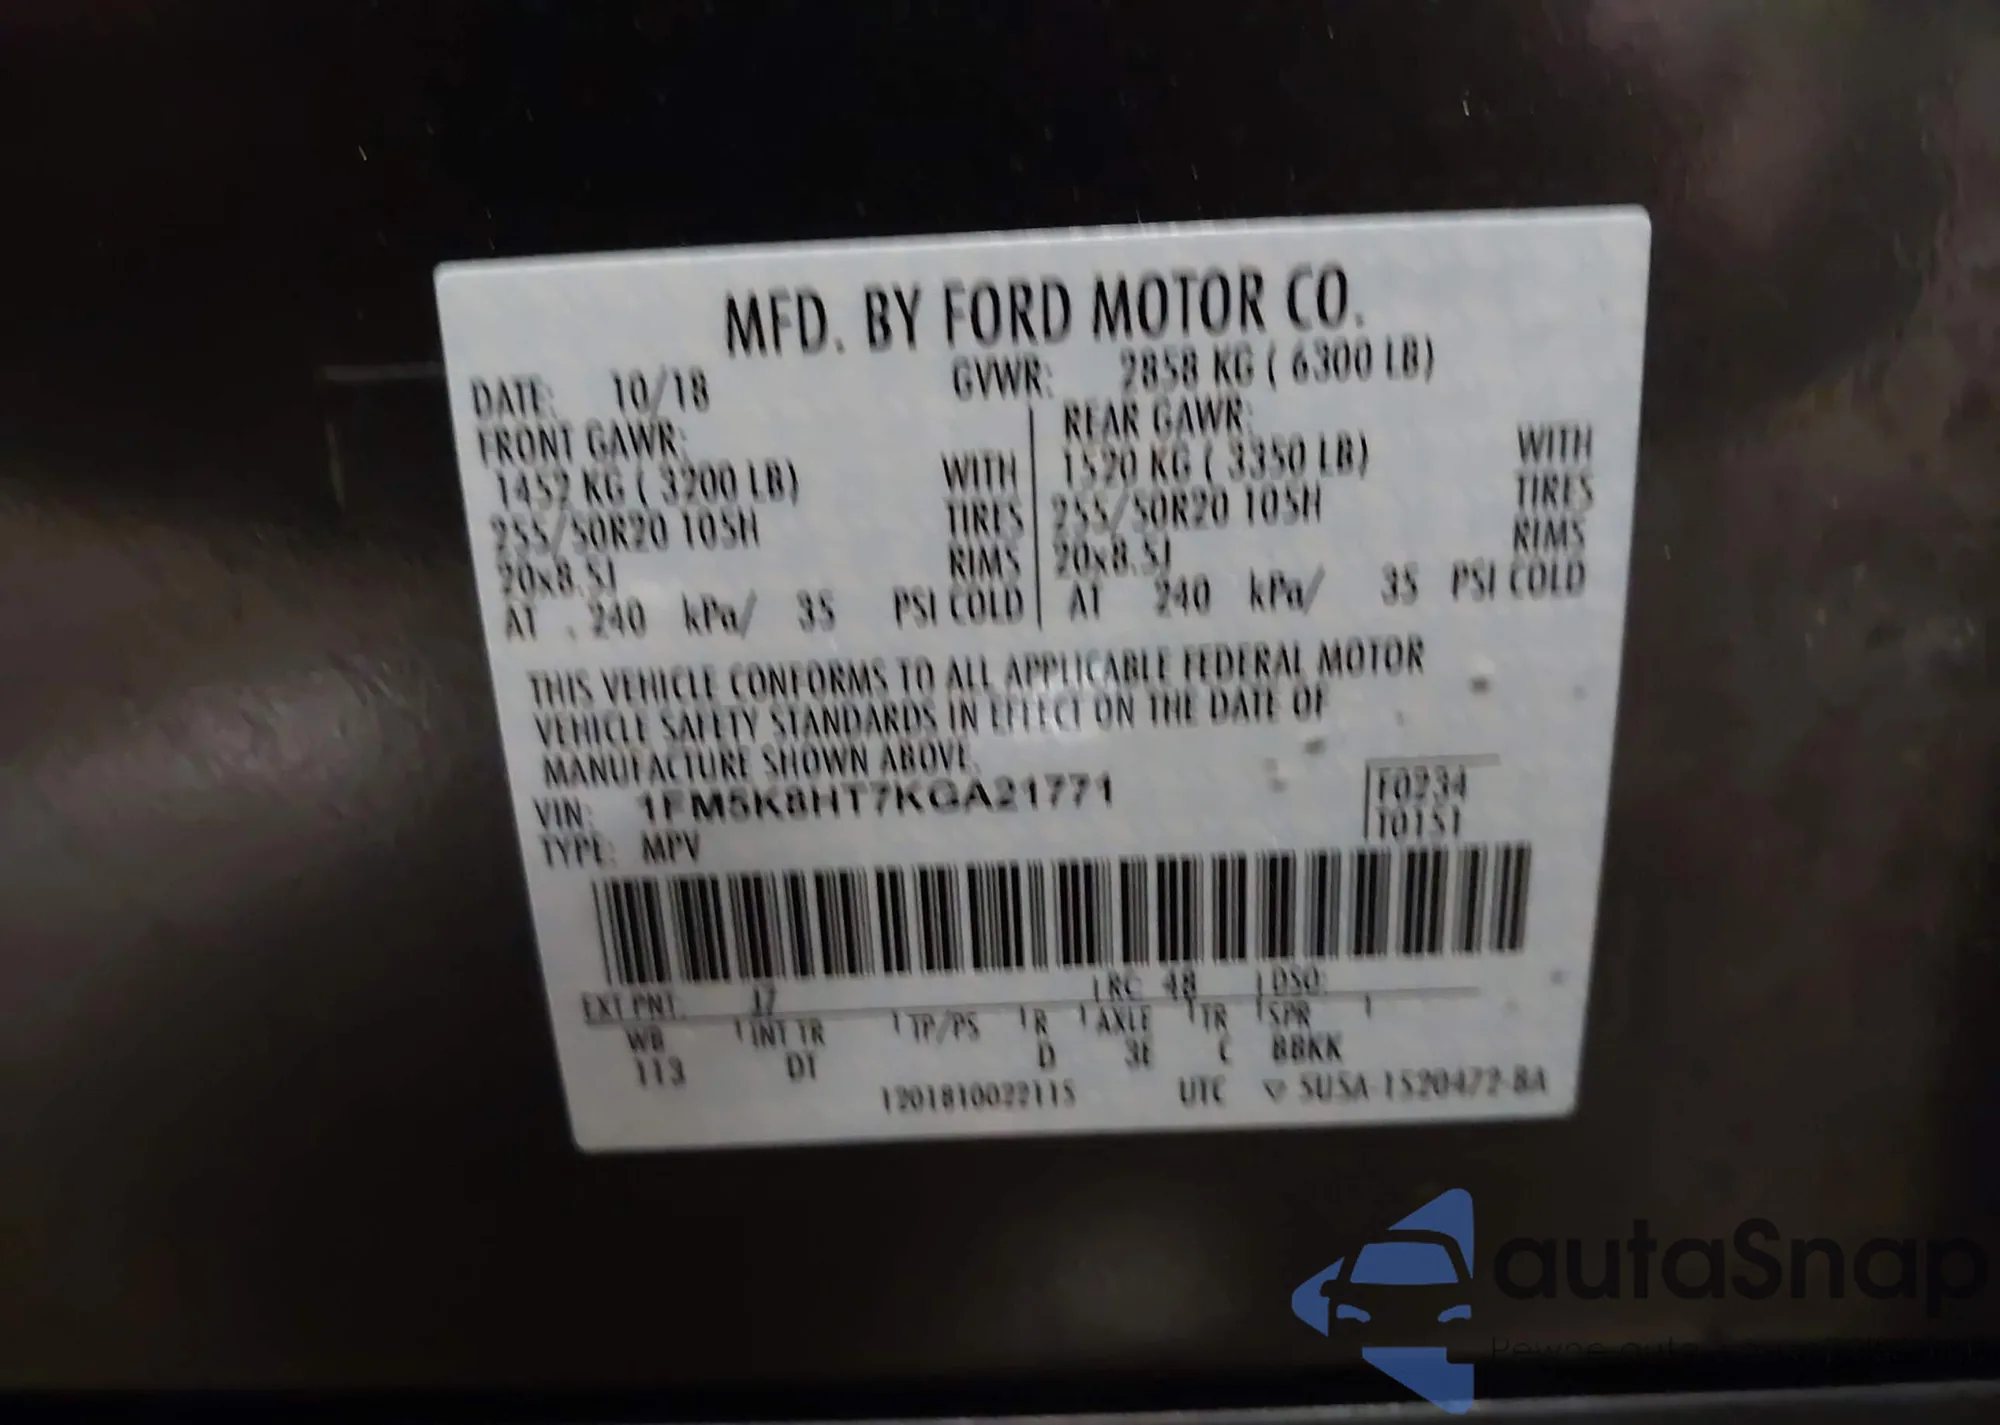 MFD. BY FORD MOTOR CO.
DATE: 10/18 GVWR: 2858 KG ( 6300 LB)
FRONT GAWR: REAR GAWR:
1452 KG ( 3200 LB) WITH 1520 KG ( 3350 LB) WITH
255/50R20 105H TIRES 255/50R20 105H TIRES
20x8.5J RIMS 20x8.5J RIMS
AT 240 kPa/ 35 PSI COLD AT 240 kPa/ 35 PSI COLD
THIS VEHICLE CONFORMS TO ALL APPLICABLE FEDERAL MOTOR
VEHICLE SAFETY STANDARDS IN EFFECT ON THE DATE OF
MANUFACTURE SHOWN ABOVE.
VIN: 1FM5K8HT7KGA21771 F0234
TYPE: MPV T0151
EXT PNT: J7 RC: 48 DSO:
WB INT TR TP/PS R AXLE TR SPR
113 DT D 3E C BBKK
1201810022115 UTC ▽ 5U5A-1520472-BA
autaSnap